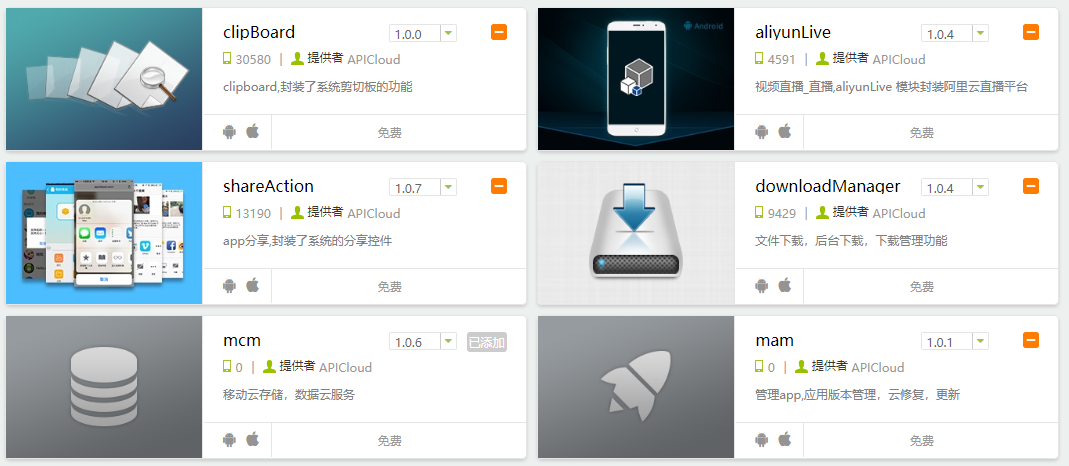 clipBoard
1.0.0
30580 | 提供者 APICloud
clipboard,封装了系统剪切板的功能
免费
Android
aliyunLive
1.0.4
4591 | 提供者 APICloud
视频直播_直播,aliyunLive 模块封装阿里云直播平台
免费
shareAction
1.0.7
13190 | 提供者 APICloud
app分享,封装了系统的分享控件
免费
downloadManager
1.0.4
9429 | 提供者 APICloud
文件下载，后台下载，下载管理功能
免费
mcm
1.0.6
已添加
0 | 提供者 APICloud
移动云存储，数据云服务
免费
mam
1.0.1
0 | 提供者 APICloud
管理app,应用版本管理，云修复，更新
免费